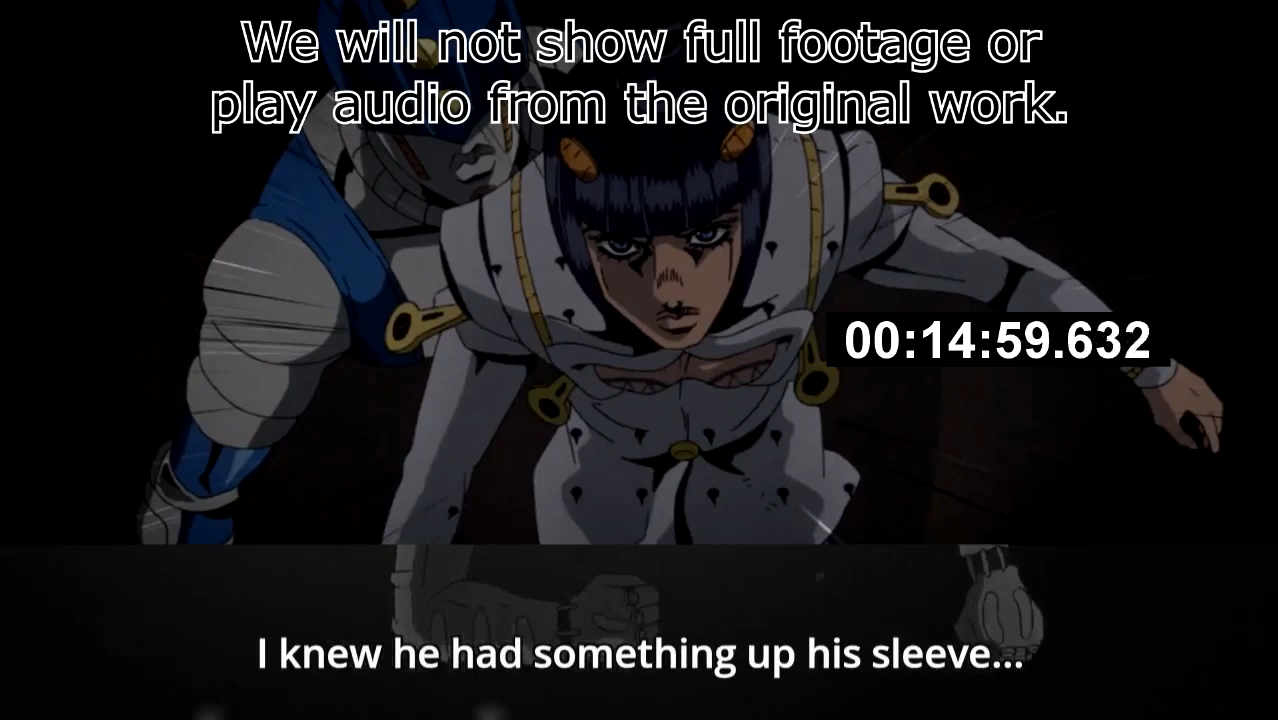 We will not show full footage or
play audio from the original work.
00:14:59.632
I knew he had something up his sleeve...